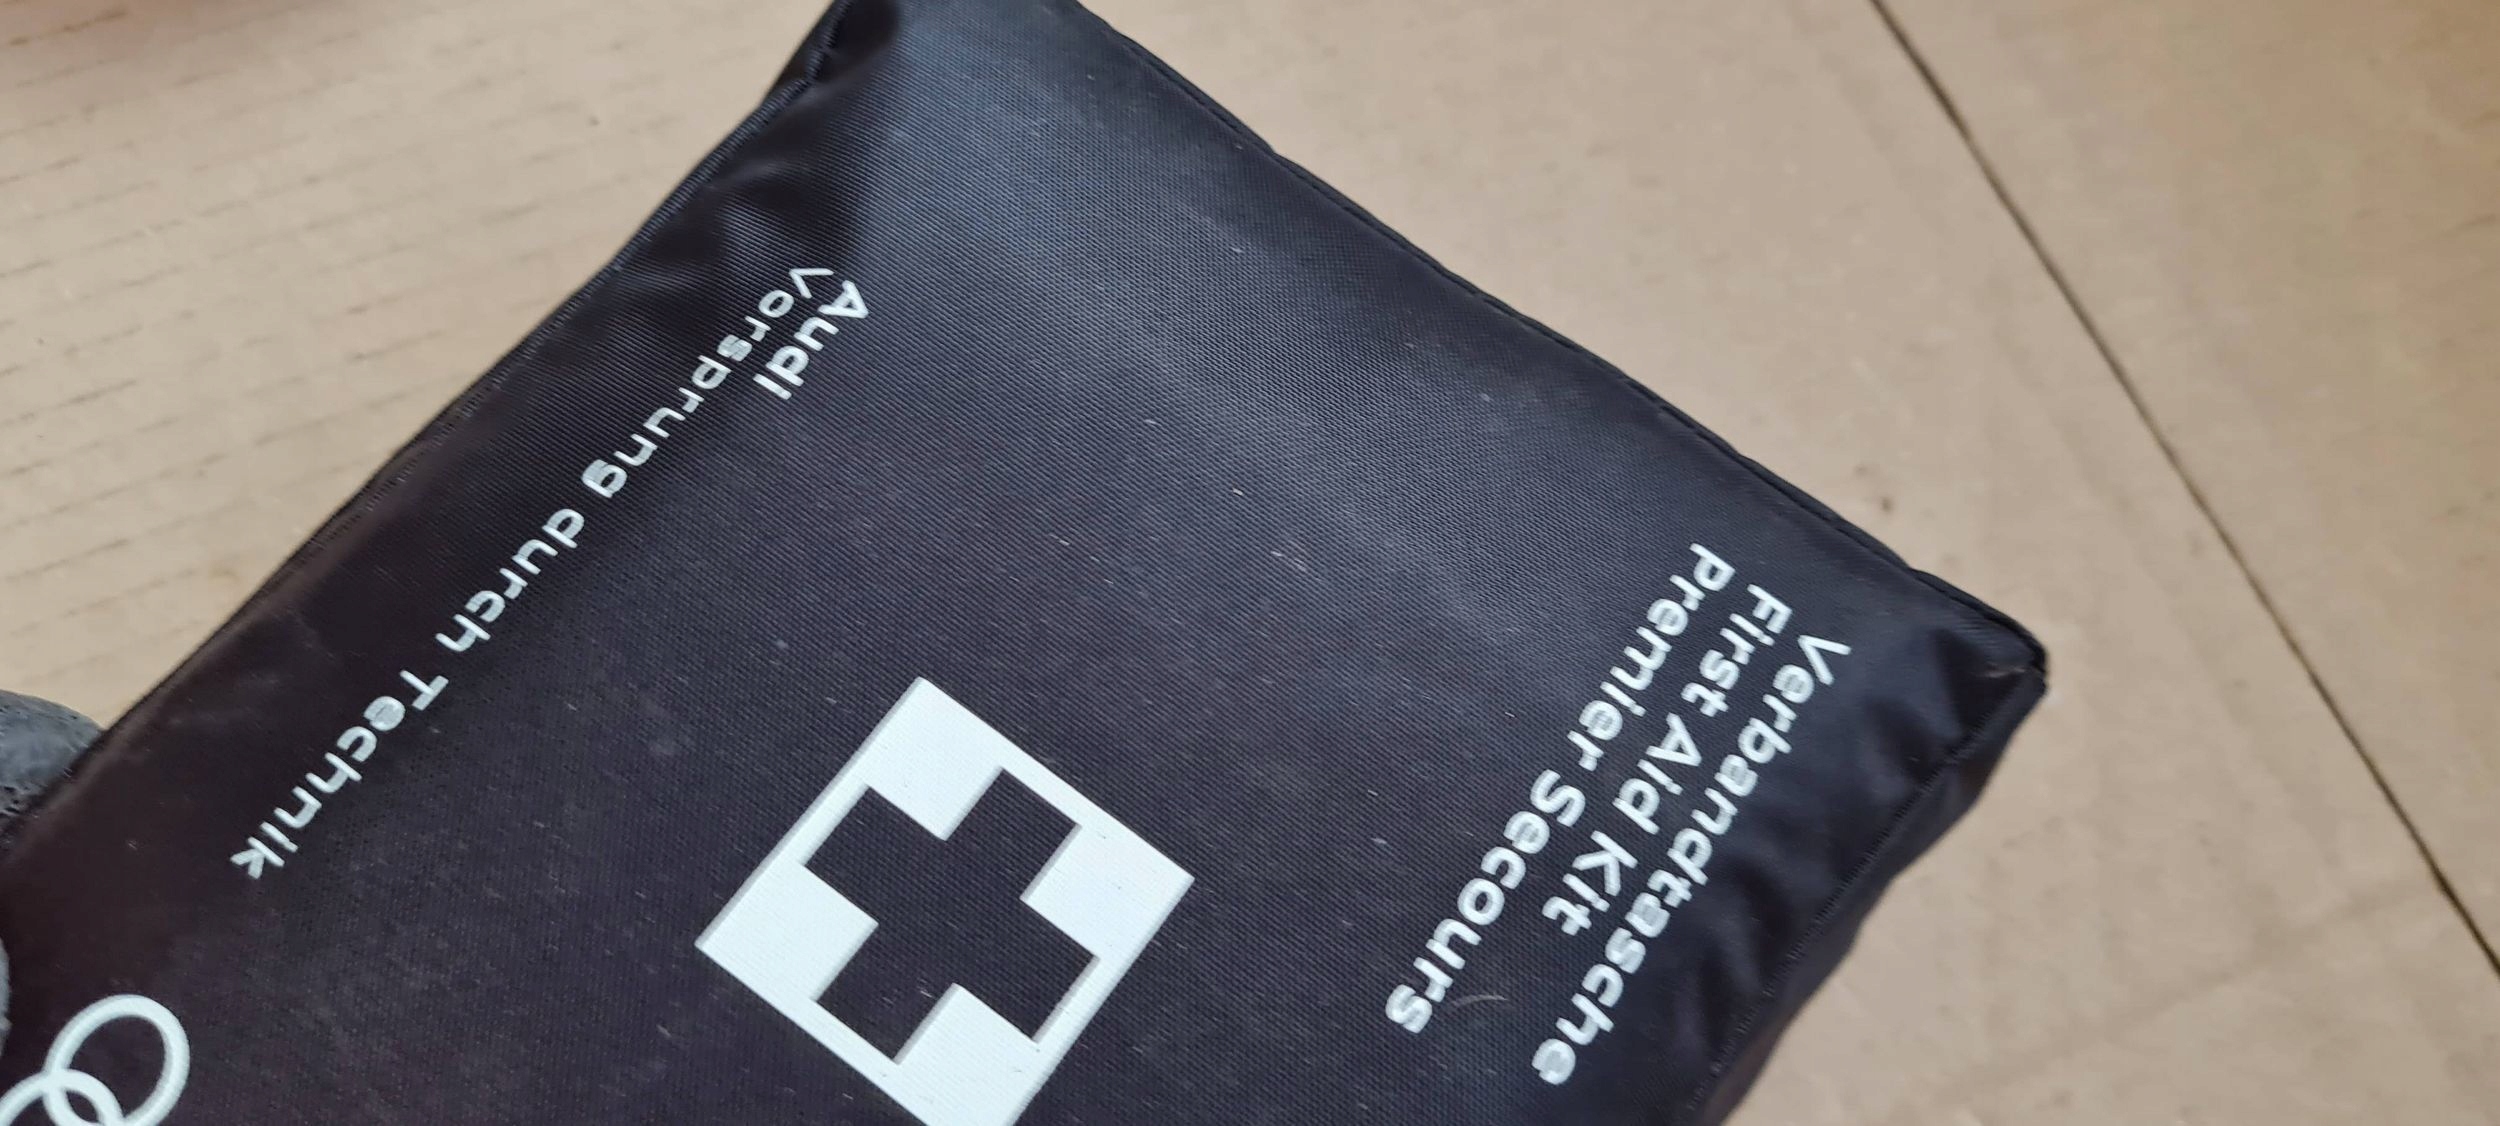 Verbandtasche
First Aid Kit
Premier Secours
Audi
Vorsprung durch Technik